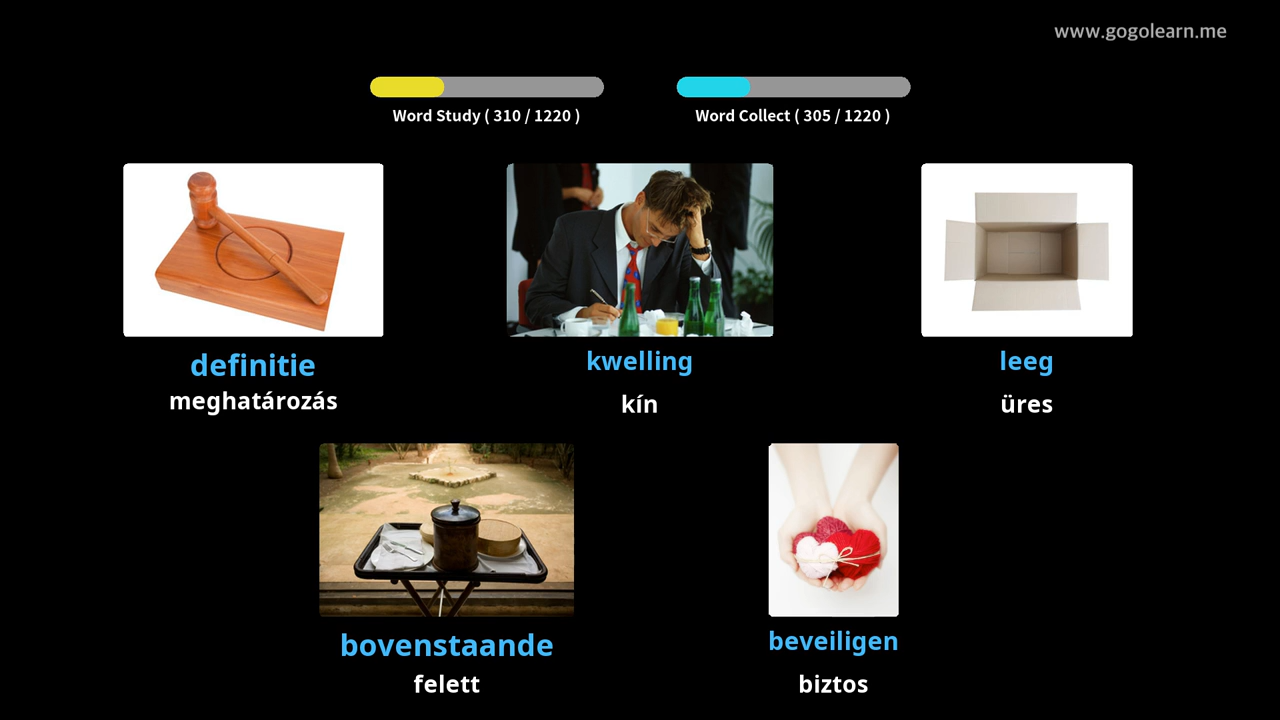 www.gogolearn.me
Word Study ( 310 / 1220 )
Word Collect ( 305 / 1220 )
definitie
meghatározás
kwelling
kín
leeg
üres
bovenstaande
felett
beveiligen
biztos